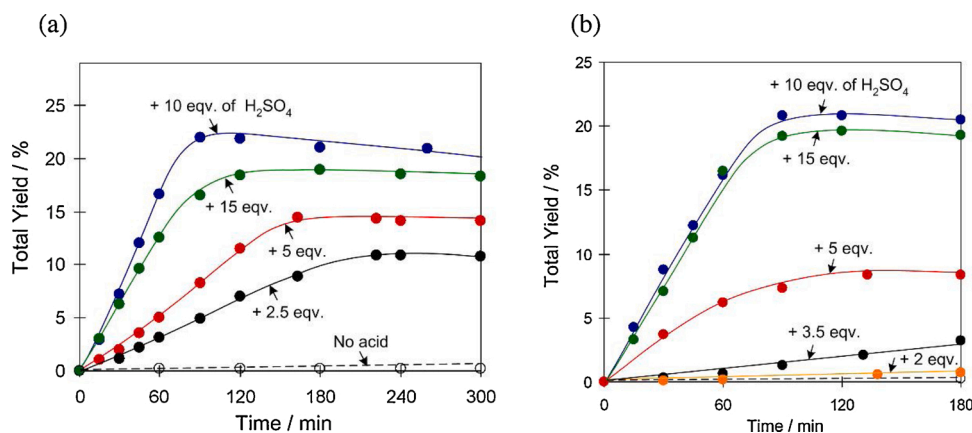 (a)
Total Yield / %
25
20
15
10
5
0
+ 10 eqv. of H₂SO₄
+ 15 eqv.
+ 5 eqv.
+ 2.5 eqv.
No acid
0 60 120 180 240 300
Time / min
(b)
Total Yield / %
25
20
15
10
5
0
+ 10 eqv. of H₂SO₄
+ 15 eqv.
+ 5 eqv.
+ 3.5 eqv.
+ 2 eqv.
0 60 120 180
Time / min